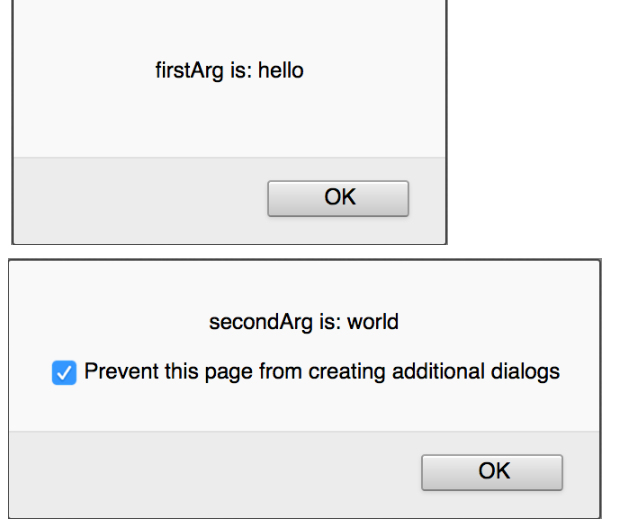 firstArg is: hello
OK
secondArg is: world
Prevent this page from creating additional dialogs
OK